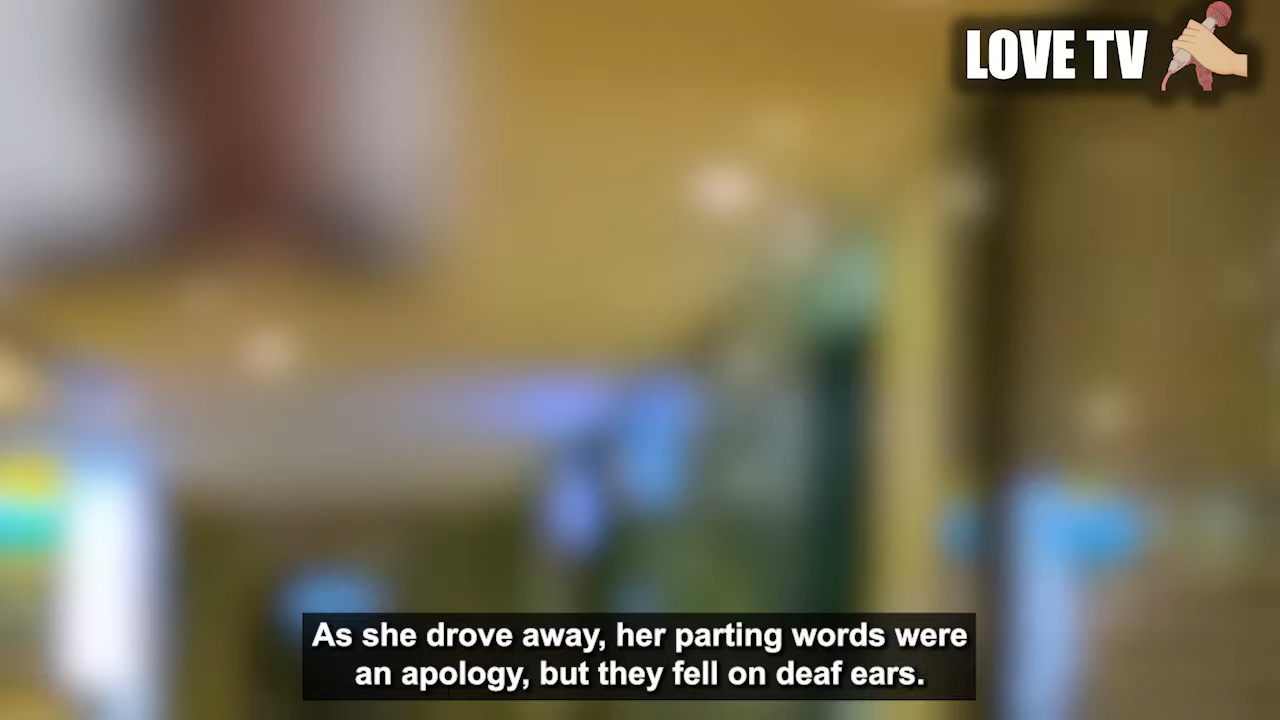 LOVE TV
As she drove away, her parting words were
an apology, but they fell on deaf ears.